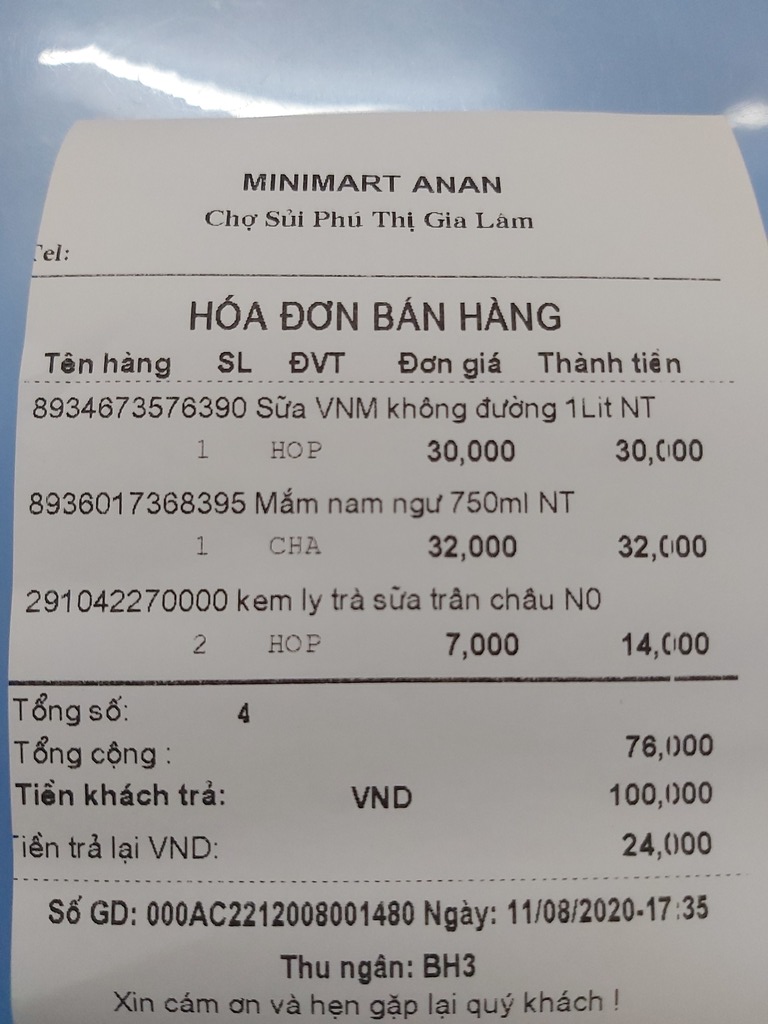 MINIMART ANAN
Chợ Sủi Phú Thị Gia Lâm
Tel:
HÓA ĐƠN BÁN HÀNG
Tên hàng SL ĐVT Đơn giá Thành tiền
8934673576390 Sữa VNM không đường 1Lit NT
1 HOP 30,000 30,000
8936017368395 Mắm nam ngư 750ml NT
1 CHA 32,000 32,000
291042270000 kem ly trà sữa trân châu N0
2 HOP 7,000 14,000
Tổng số: 4
Tổng cộng : 76,000
Tiền khách trả: VND 100,000
Tiền trả lại VND: 24,000
Số GD: 000AC2212008001480 Ngày: 11/08/2020-17:35
Thu ngân: BH3
Xin cám ơn và hẹn gặp lại quý khách !